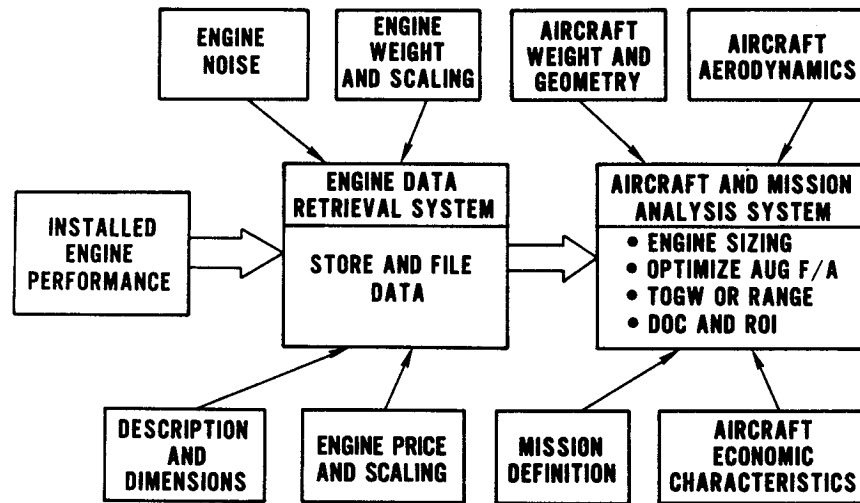 ENGINE
NOISE
ENGINE
WEIGHT
AND SCALING
AIRCRAFT
WEIGHT AND
GEOMETRY
AIRCRAFT
AERODYNAMICS
INSTALLED
ENGINE
PERFORMANCE
ENGINE DATA
RETRIEVAL SYSTEM
STORE AND FILE
DATA
AIRCRAFT AND MISSION
ANALYSIS SYSTEM
• ENGINE SIZING
• OPTIMIZE AUG F/A
• TOGW OR RANGE
• DOC AND ROI
DESCRIPTION
AND
DIMENSIONS
ENGINE PRICE
AND SCALING
MISSION
DEFINITION
AIRCRAFT
ECONOMIC
CHARACTERISTICS